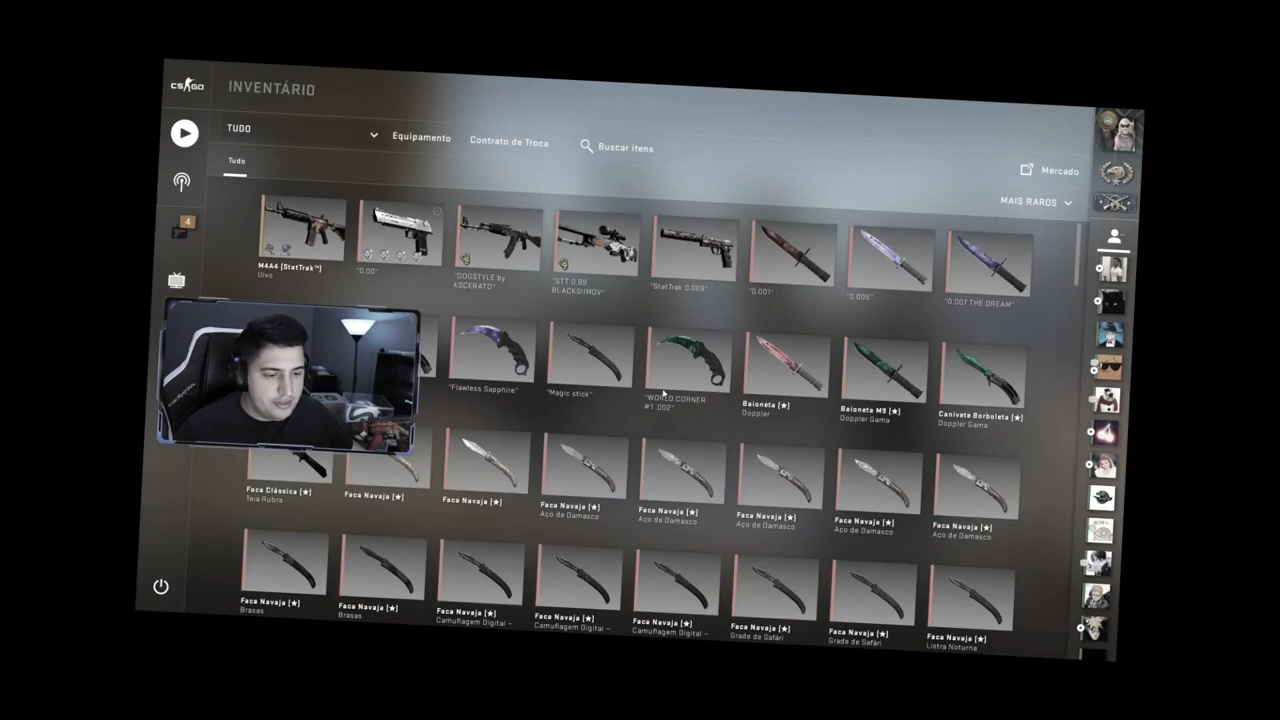 CS GO
INVENTÁRIO
TUDO
Equipamento
Contrato de Troca
Buscar itens
Tudo
Mercado
MAIS RAROS
4
M4A4 [StatTrak™]
Uivo
"0.00"
"DOGSTYLE by
KSCERATO"
"STT 0.99
BLACKSIIMOV"
"StatTrak 0.009"
"0.001"
"0.005"
"0.007 THE DREAM"
"Flawless Sapphire"
"Magic stick"
"WORLD CORNER
#1 .002"
Baioneta [★]
Doppler
Baioneta M9 [★]
Doppler Gama
Canivete Borboleta [★]
Doppler Gama
Faca Clássica [★]
Teia Rubra
Faca Navaja [★]
Faca Navaja [★]
Faca Navaja [★]
Aço de Damasco
Faca Navaja [★]
Aço de Damasco
Faca Navaja [★]
Aço de Damasco
Faca Navaja [★]
Aço de Damasco
Faca Navaja [★]
Aço de Damasco
Faca Navaja [★]
Brasas
Faca Navaja [★]
Brasas
Faca Navaja [★]
Camuflagem Digital –
Faca Navaja [★]
Camuflagem Digital –
Faca Navaja [★]
Camuflagem Digital –
Faca Navaja [★]
Grade de Safári
Faca Navaja [★]
Grade de Safári
Faca Navaja [★]
Listra Noturna